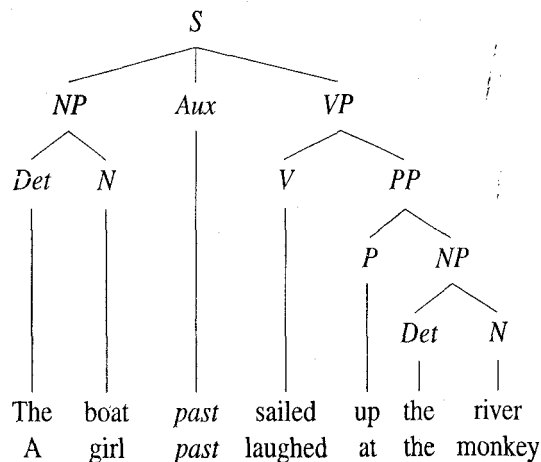 S
NP Aux VP
Det N V PP
P NP
Det N
The boat past sailed up the river
A girl past laughed at the monkey